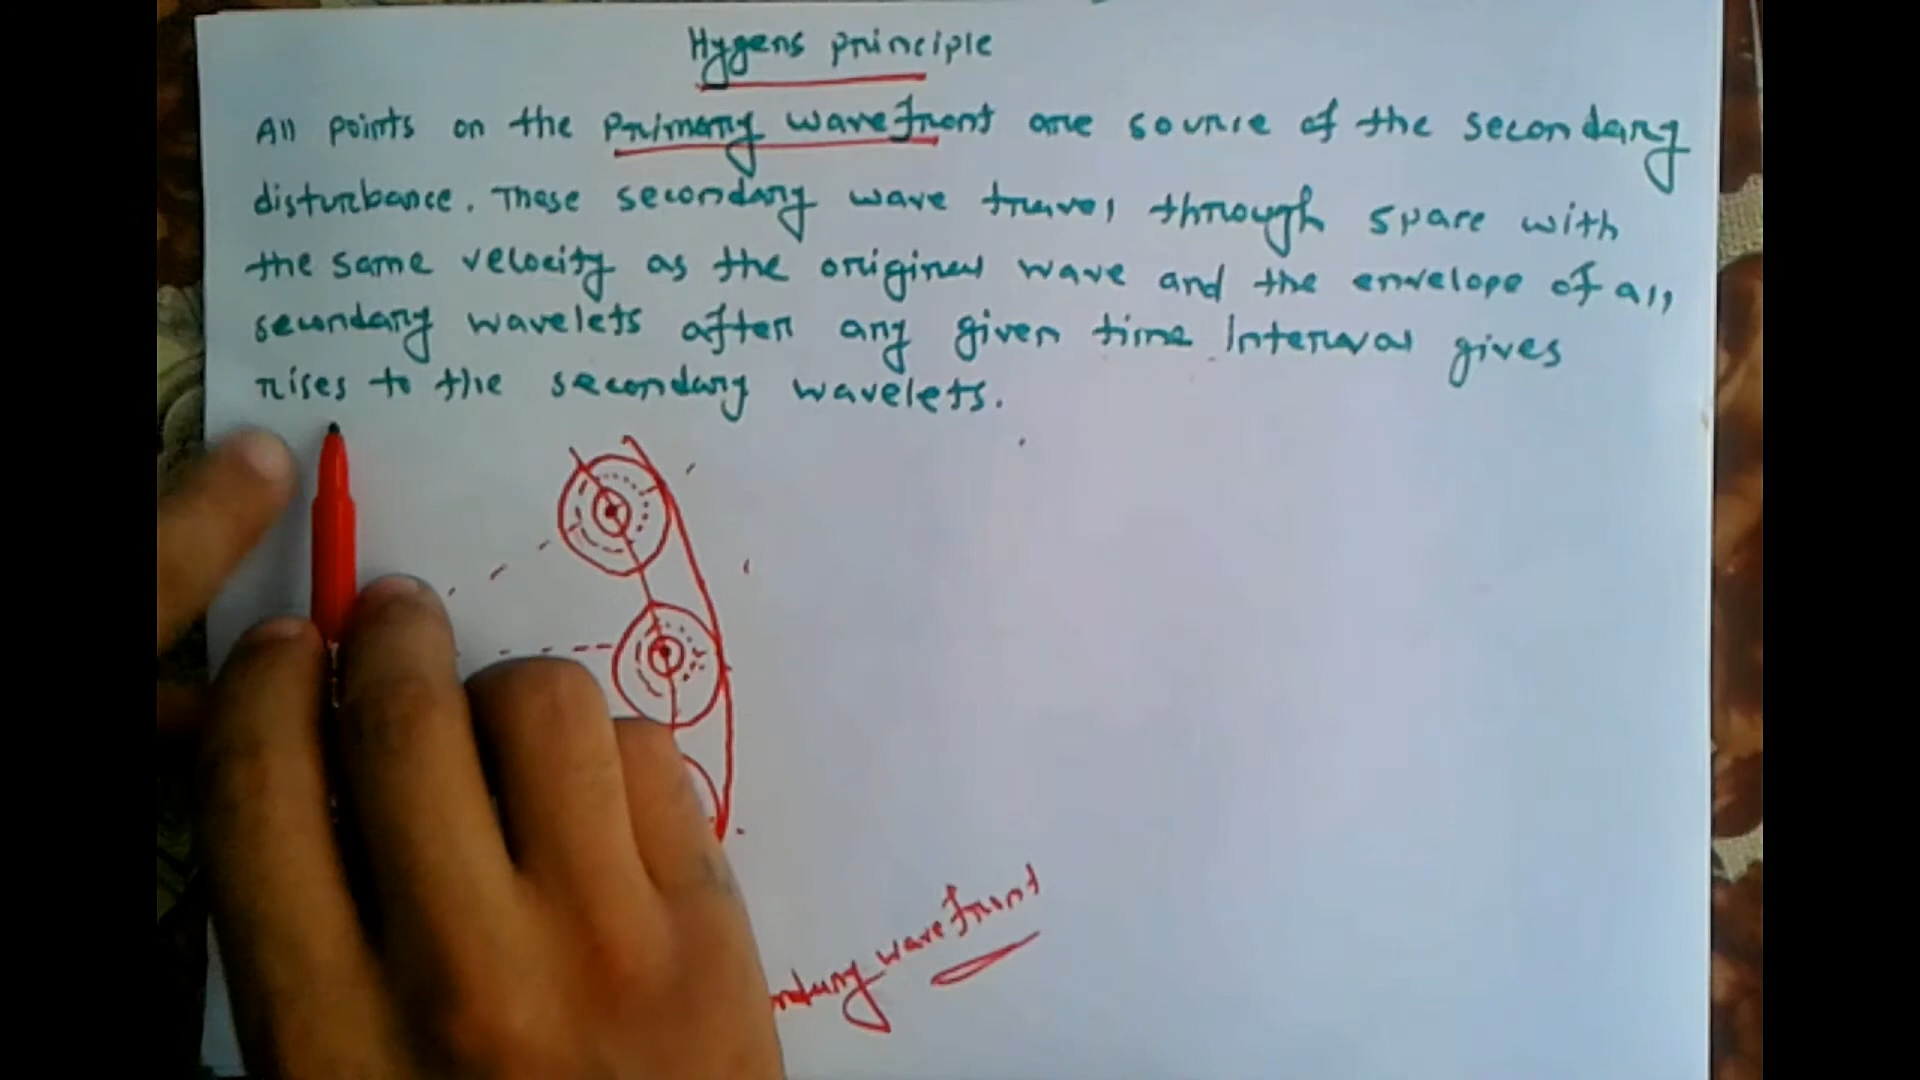 Hygens principle
All points on the primary wavefront are source of the secondary
disturbance. These secondary wave travel through space with
the same velocity as the original wave and the envelope of all
secondary wavelets after any given time interval gives
rises to the secondary wavelets.
wavefront